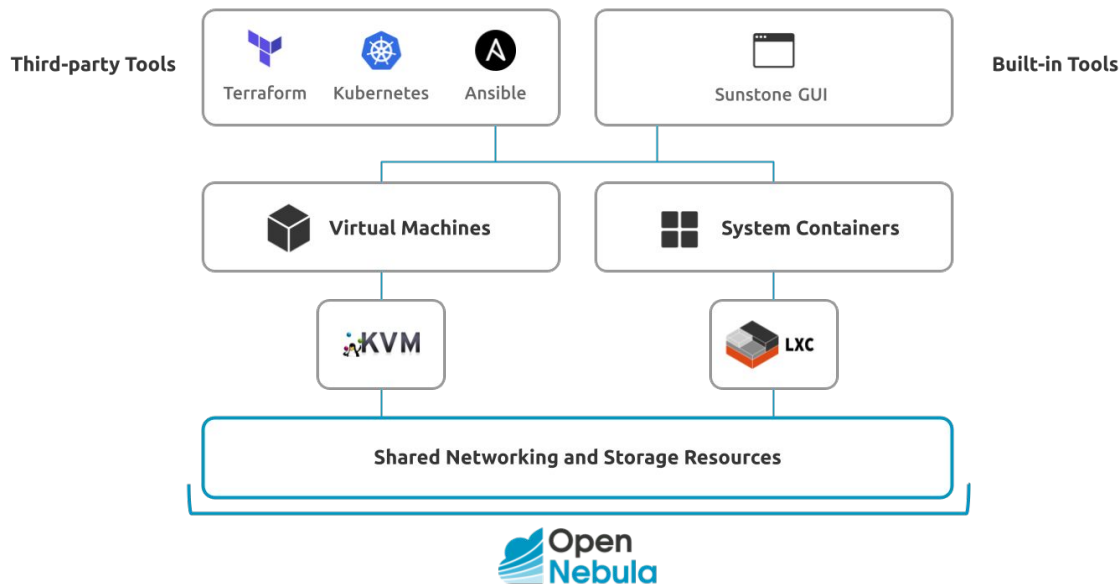 Third-party Tools
Terraform
Kubernetes
Ansible
Sunstone GUI
Built-in Tools
Virtual Machines
System Containers
KVM
LXC
Shared Networking and Storage Resources
Open
Nebula